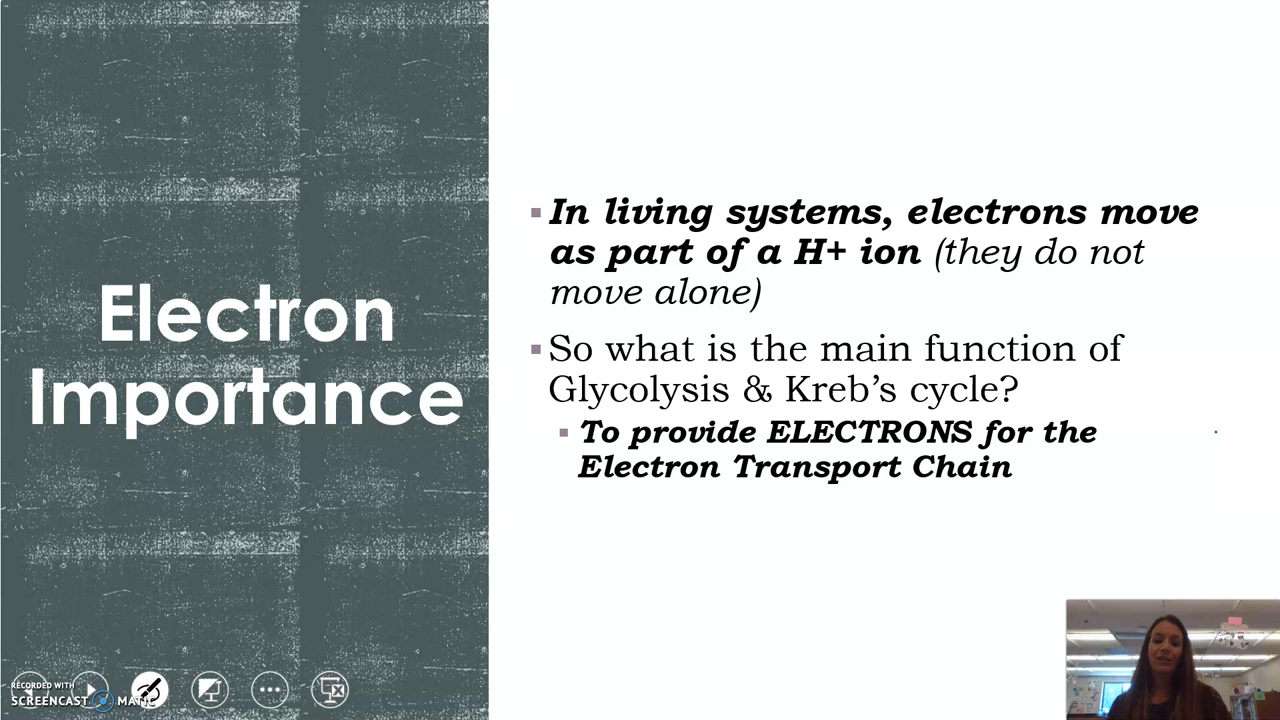 Electron
Importance
In living systems, electrons move
as part of a H+ ion (they do not
move alone)
So what is the main function of
Glycolysis & Kreb's cycle?
To provide ELECTRONS for the
Electron Transport Chain
RECORDED WITH
SCREENCAST MATIC